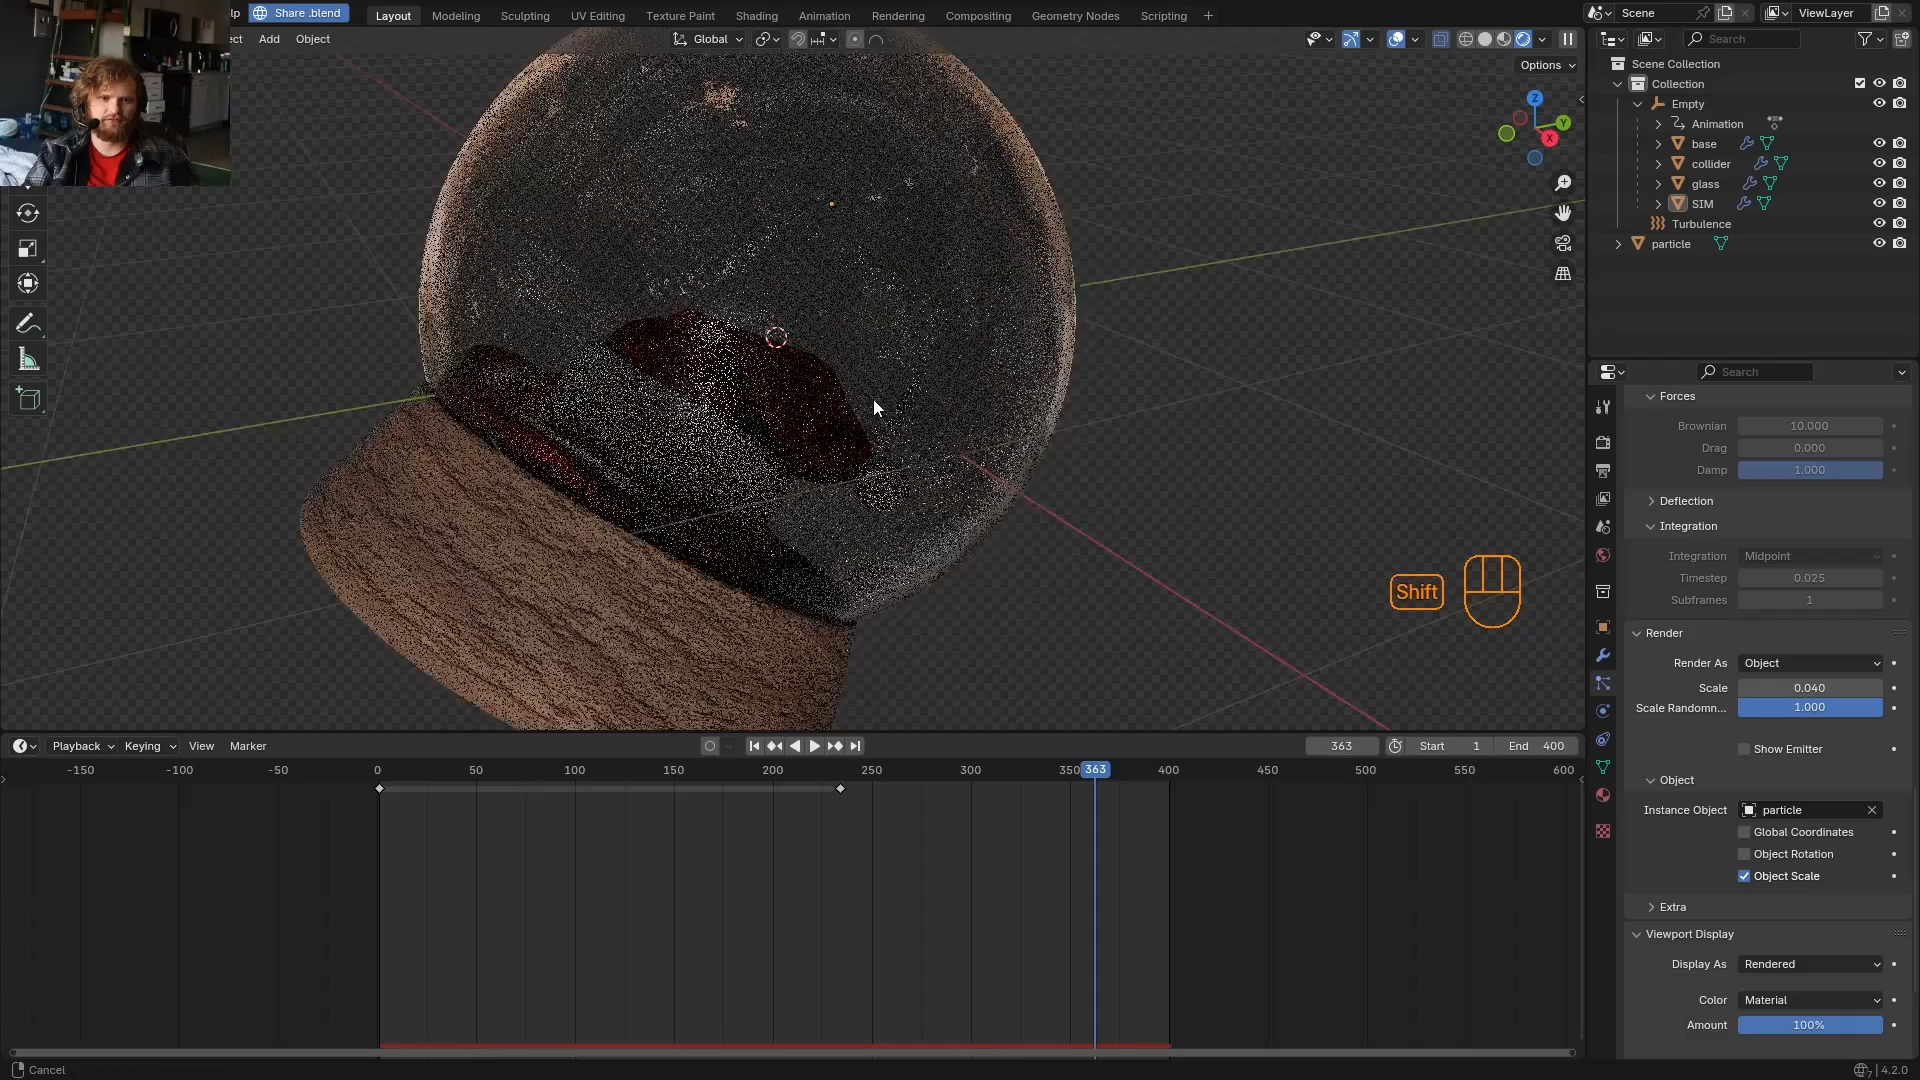 lp Share .blend Layout Modeling Sculpting UV Editing Texture Paint Shading Animation Rendering Compositing Geometry Nodes Scripting + Scene ViewLayer
ect Add Object Global Search
Options
Z
Y
X
Scene Collection
Collection
Empty
Animation
base
collider
glass
SIM
Turbulence
particle
Search
Forces
Brownian 10.000
Drag 0.000
Damp 1.000
Deflection
Integration
Integration Midpoint
Timestep 0.025
Subframes 1
Shift
Render
Render As Object
Scale 0.040
Scale Randomn... 1.000
Show Emitter
Object
Instance Object particle
Global Coordinates
Object Rotation
Object Scale
Extra
Viewport Display
Display As Rendered
Color Material
Amount 100%
Playback Keying View Marker 363 Start 1 End 400
-150 -100 -50 0 50 100 150 200 250 300 350 363 400 450 500 550 600
Cancel 4.2.0